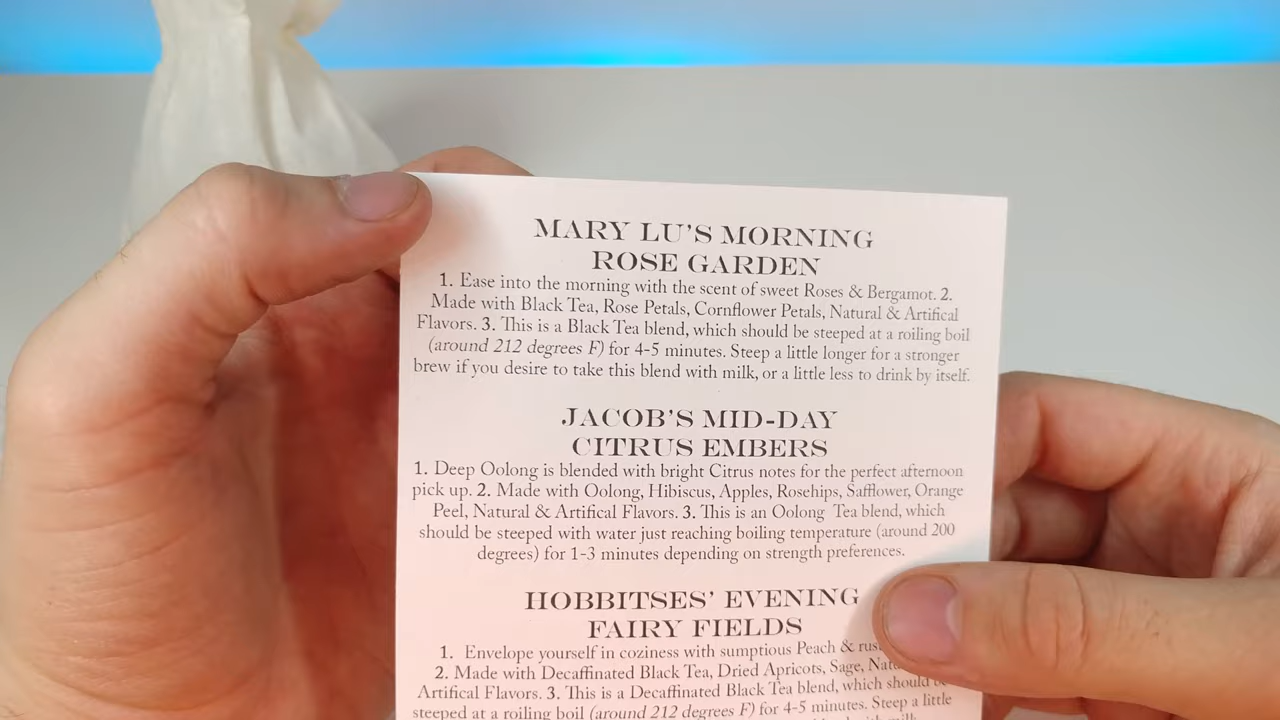 MARY LU'S MORNING
ROSE GARDEN
1. Ease into the morning with the scent of sweet Roses & Bergamot. 2.
Made with Black Tea, Rose Petals, Cornflower Petals, Natural & Artifical
Flavors. 3. This is a Black Tea blend, which should be steeped at a roiling boil
(around 212 degrees F) for 4-5 minutes. Steep a little longer for a stronger
brew if you desire to take this blend with milk, or a little less to drink by itself.
JACOB'S MID-DAY
CITRUS EMBERS
1. Deep Oolong is blended with bright Citrus notes for the perfect afternoon
pick up. 2. Made with Oolong, Hibiscus, Apples, Rosehips, Safflower, Orange
Peel, Natural & Artifical Flavors. 3. This is an Oolong Tea blend, which
should be steeped with water just reaching boiling temperature (around 200
degrees) for 1-3 minutes depending on strength preferences.
HOBBITSES' EVENING
FAIRY FIELDS
1. Envelope yourself in coziness with sumptious Peach &
2. Made with Decaffinated Black Tea, Dried Apricots, Sage,
Artifical Flavors. 3. This is a Decaffinated Black Tea blend, which should
steeped at a roiling boil (around 212 degrees F) for 4-5 minutes. Steep a little